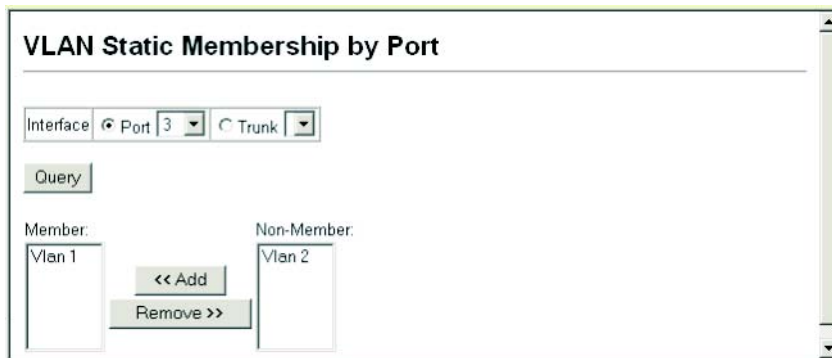 VLAN Static Membership by Port
Interface Port 3 Trunk
Query
Member: Non-Member:
Vlan 1 Vlan 2
<< Add
Remove >>